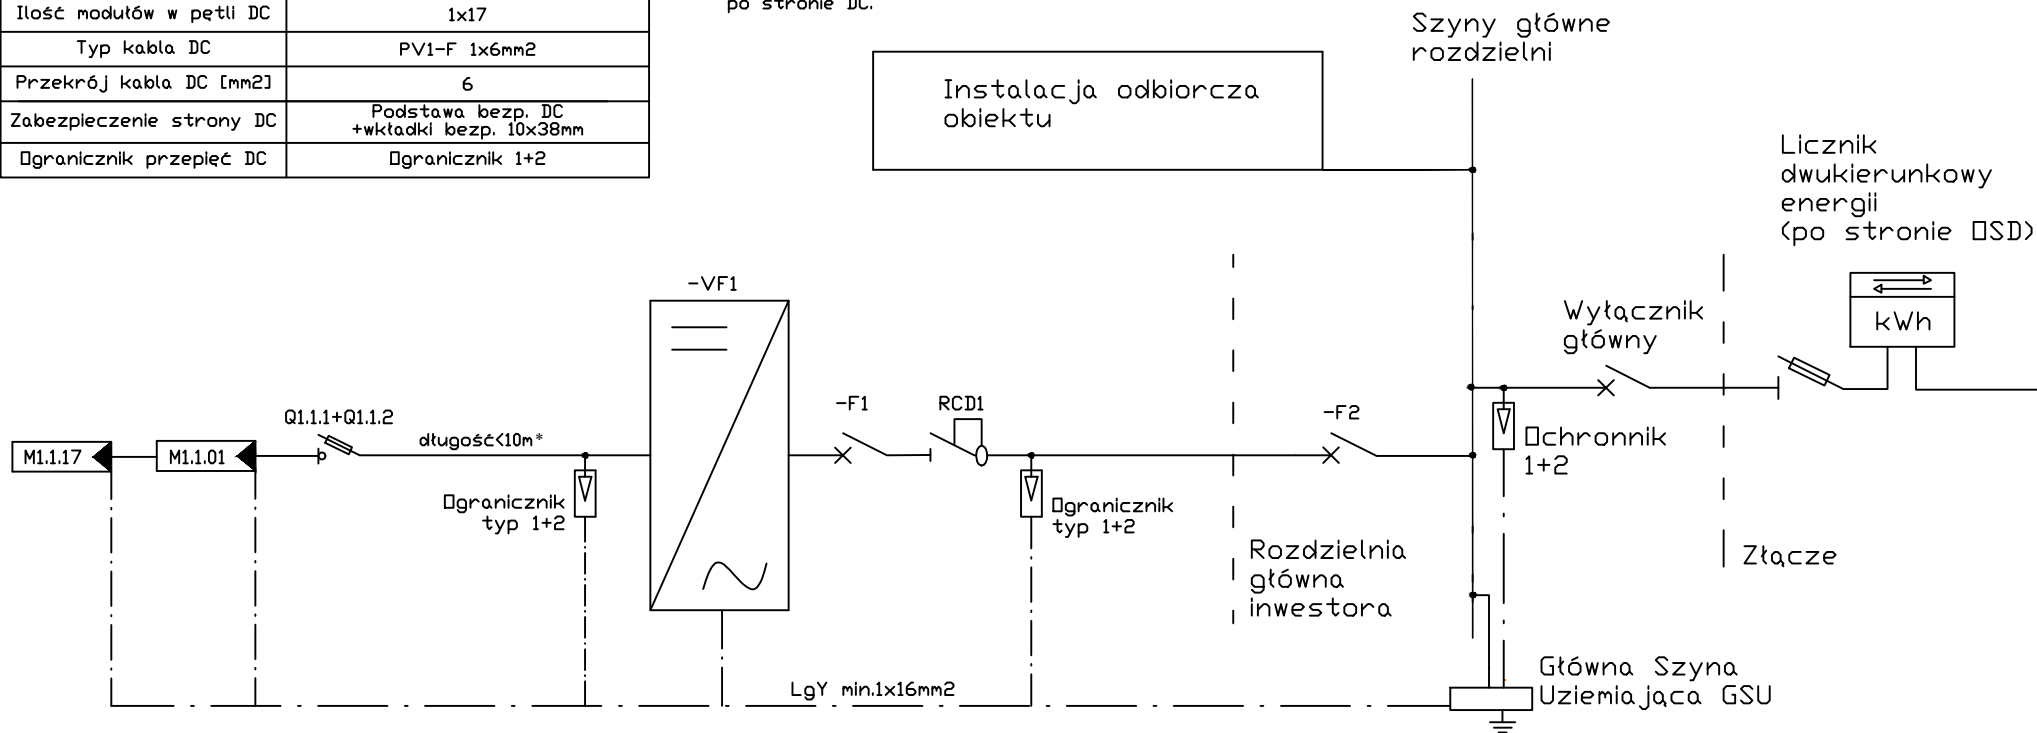 Ilość modułów w pętli DC 1x17
Typ kabla DC PV1-F 1x6mm2
Przekrój kabla DC [mm2] 6
Zabezpieczenie strony DC Podstawa bezp. DC
+wkładki bezp. 10x38mm
Ogranicznik przepięć DC Ogranicznik 1+2
po stronie DC.
Szyny główne
rozdzielni
Instalacja odbiorcza
obiektu
Licznik
dwukierunkowy
energii
(po stronie OSD)
kWh
Wyłącznik
główny
-VF1
-F1
RCD1
-F2
Q1.1.1+Q1.1.2
długość<10m*
M1.1.17
M1.1.01
Ogranicznik
typ 1+2
Ogranicznik
typ 1+2
Ochronnik
1+2
Rozdzielnia
główna
inwestora
Złącze
LgY min.1x16mm2
Główna Szyna
Uziemiająca GSU